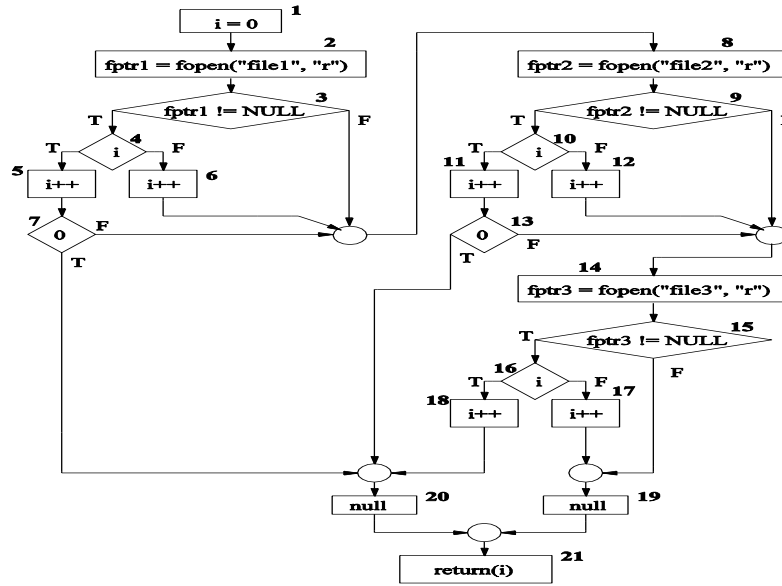 1
i = 0
2
fptr1 = fopen("file1", "r")
3
fptr1 != NULL
T
F
4
i
T
F
5
i++
6
i++
7
0
F
T
8
fptr2 = fopen("file2", "r")
9
fptr2 != NULL
T
10
i
T
F
11
i++
12
i++
13
0
F
T
14
fptr3 = fopen("file3", "r")
15
fptr3 != NULL
T
F
16
i
T
F
18
i++
17
i++
20
null
19
null
21
return(i)